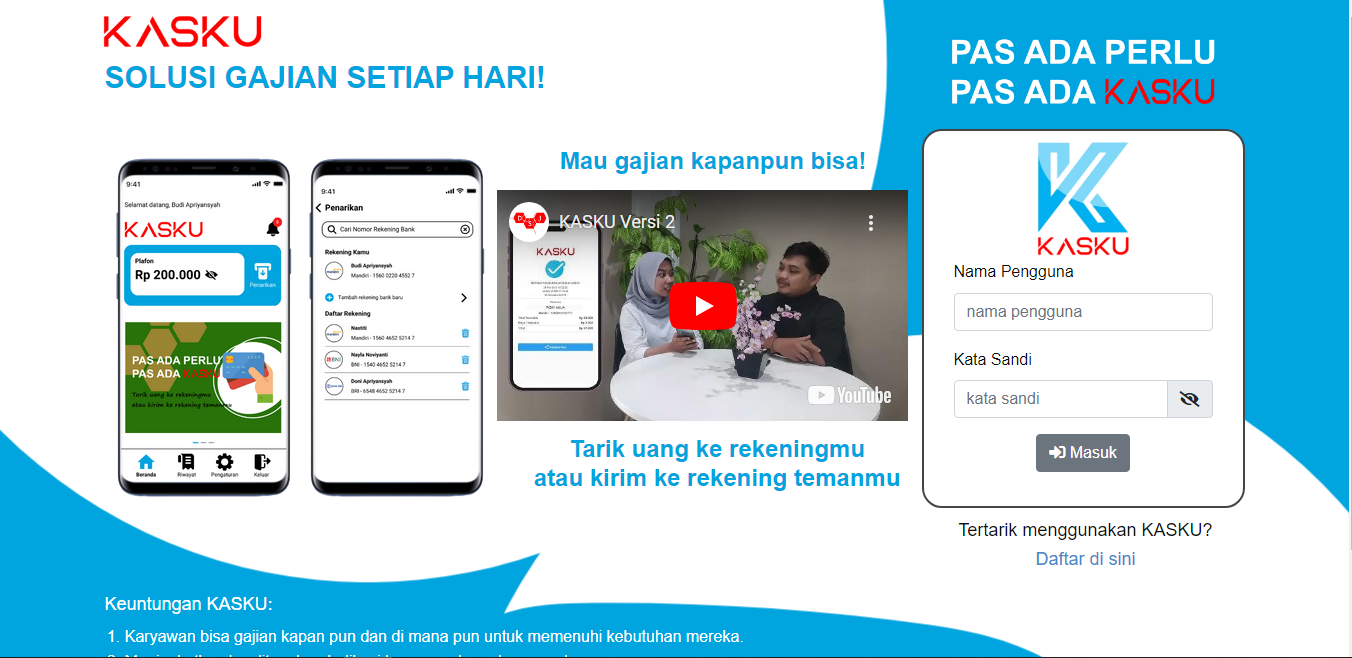 KASKU
SOLUSI GAJIAN SETIAP HARI!
9:41
Selamat datang, Budi Apriyansyah
KASKU
Plafon
Rp 200.000
Penarikan
PAS ADA PERLU
PAS ADA KASKU
Tarik uang ke rekeningmu
atau kirim ke rekening temanmu
Beranda
Riwayat
Pengaturan
Keluar
9:41
Penarikan
Cari Nomor Rekening Bank
Rekening Kamu
Budi Apriyansyah
Mandiri - 1560 0220 4552 7
Tambah rekening bank baru
Daftar Rekening
Nastiti
Mandiri - 1540 4652 5214 7
BNI
Nayla Noviyanti
BNI - 1540 4652 5214 7
Doni Apriyansyah
BRI - 6548 4652 5214 7
Mau gajian kapanpun bisa!
KASKU Versi 2
KASKU
YouTube
Tarik uang ke rekeningmu
atau kirim ke rekening temanmu
PAS ADA PERLU
PAS ADA KASKU
KASKU
Nama Pengguna
nama pengguna
Kata Sandi
kata sandi
Masuk
Tertarik menggunakan KASKU?
Daftar di sini
Keuntungan KASKU:
1. Karyawan bisa gajian kapan pun dan di mana pun untuk memenuhi kebutuhan mereka.